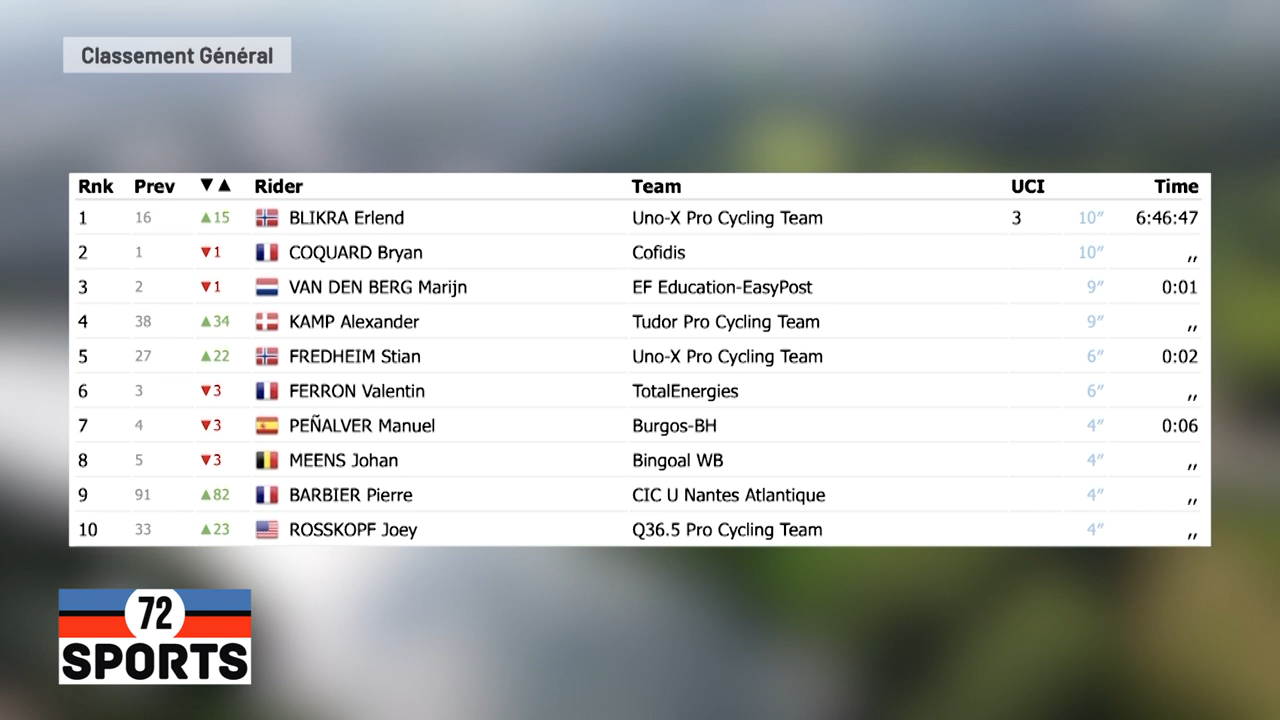 Classement Général
Rnk Prev ▼▲ Rider Team UCI Time
1 16 ▲15 BLIKRA Erlend Uno-X Pro Cycling Team 3 10″ 6:46:47
2 1 ▼1 COQUARD Bryan Cofidis 10″ ,,
3 2 ▼1 VAN DEN BERG Marijn EF Education-EasyPost 9″ 0:01
4 38 ▲34 KAMP Alexander Tudor Pro Cycling Team 9″ ,,
5 27 ▲22 FREDHEIM Stian Uno-X Pro Cycling Team 6″ 0:02
6 3 ▼3 FERRON Valentin TotalEnergies 6″ ,,
7 4 ▼3 PEÑALVER Manuel Burgos-BH 4″ 0:06
8 5 ▼3 MEENS Johan Bingoal WB 4″ ,,
9 91 ▲82 BARBIER Pierre CIC U Nantes Atlantique 4″ ,,
10 33 ▲23 ROSSKOPF Joey Q36.5 Pro Cycling Team 4″ ,,
72
SPORTS